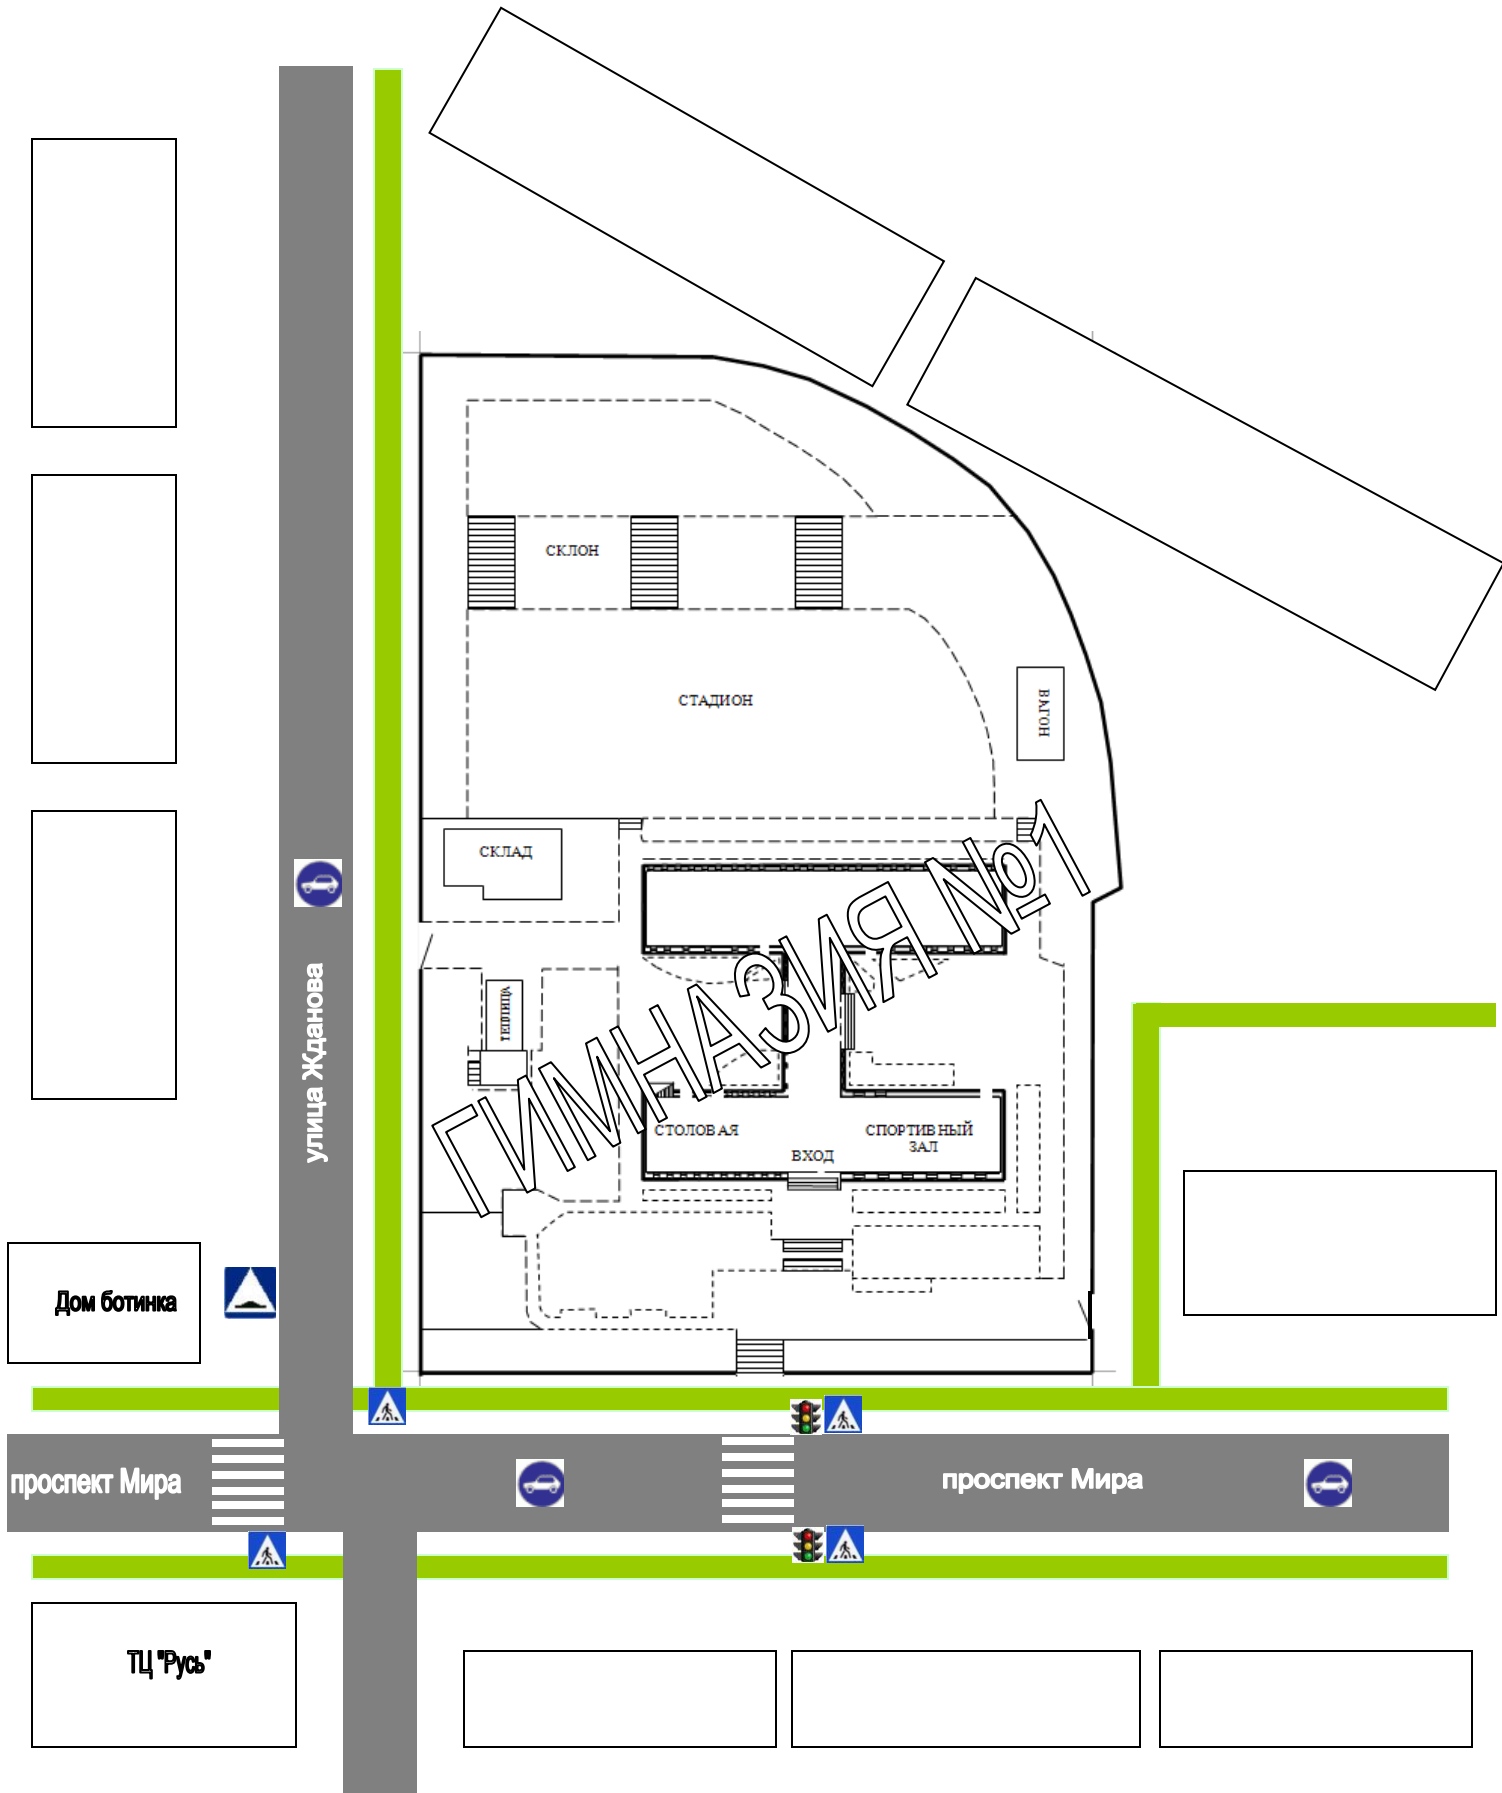 СКЛОН
СТАДИОН
ВАГОН
СКЛАД
ГИМНАЗИЯ №1
ТЕПЛИЦА
улица Жданова
СТОЛОВАЯ
СПОРТИВНЫЙ
ЗАЛ
ВХОД
Дом ботинка
проспект Мира
проспект Мира
ТЦ "Русь"